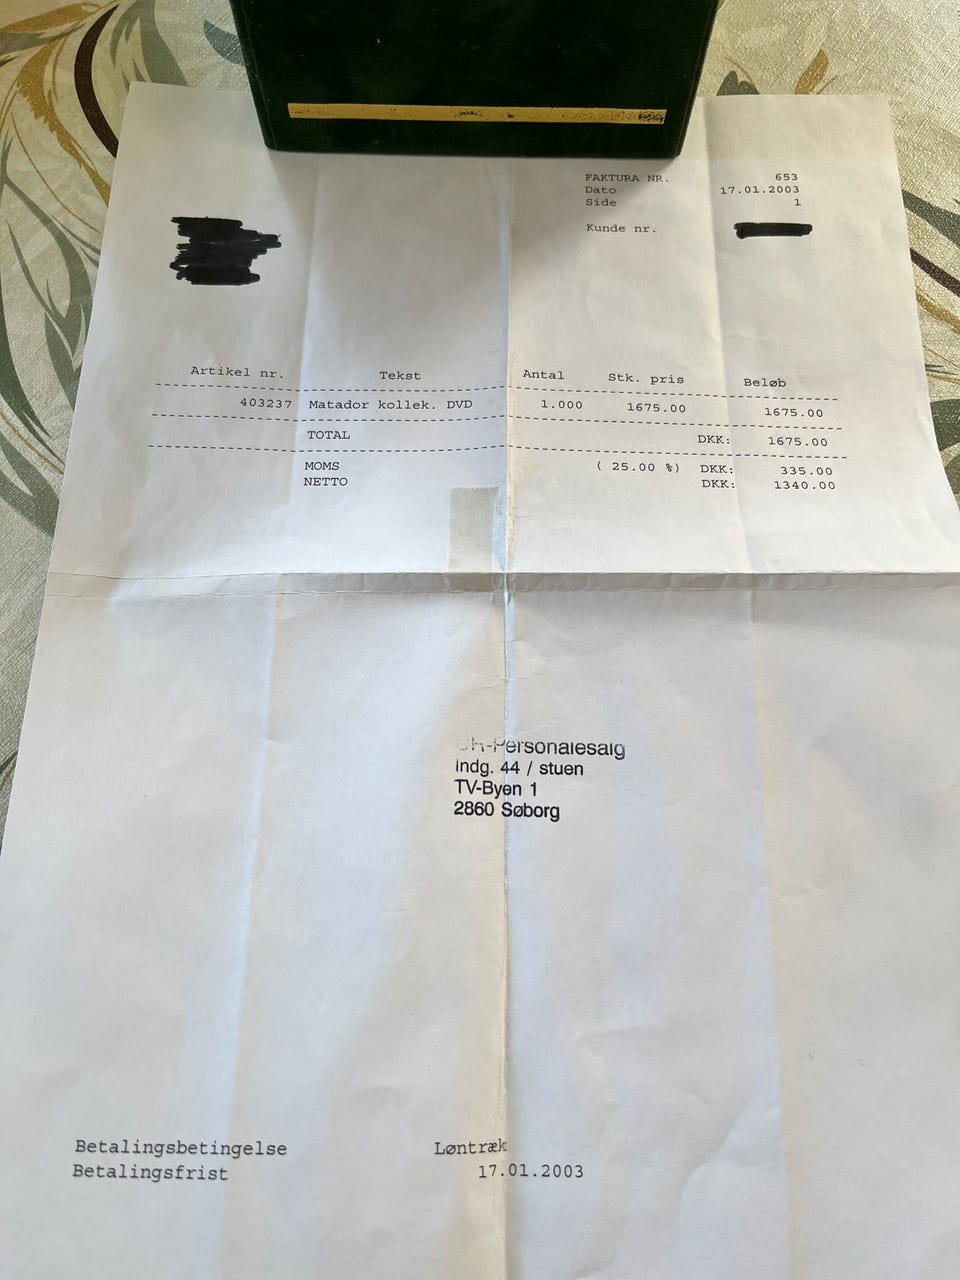 FAKTURA NR. 653
Dato 17.01.2003
Side 1
Kunde nr.
Artikel nr. Tekst Antal Stk. pris Beløb
403237 Matador kollek. DVD 1.000 1675.00 1675.00
TOTAL DKK: 1675.00
MOMS ( 25.00 %) DKK: 335.00
NETTO DKK: 1340.00
Personalesalg
Indg. 44 / stuen
TV-Byen 1
2860 Søborg
Betalingsbetingelse Løntræk
Betalingsfrist 17.01.2003